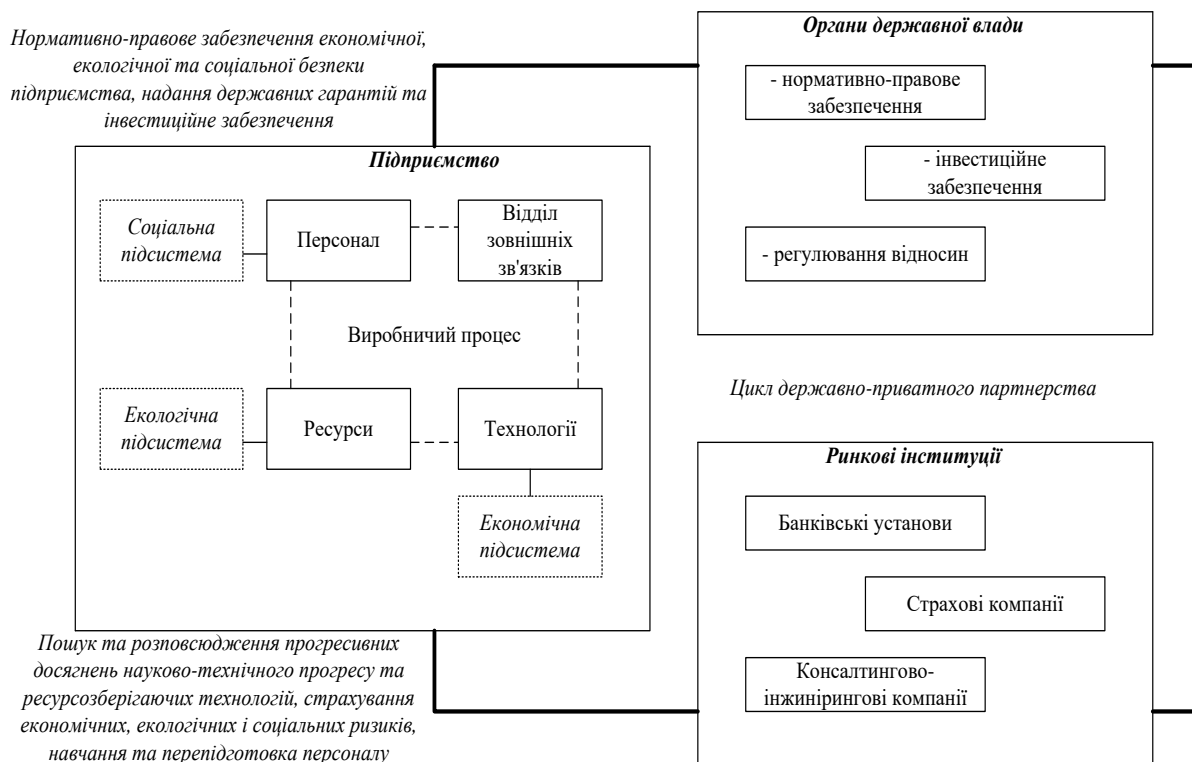 Нормативно-правове забезпечення економічної,
екологічної та соціальної безпеки
підприємства, надання державних гарантій та
інвестиційне забезпечення
Підприємство
Соціальна
підсистема
Персонал
Відділ
зовнішніх
зв'язків
Виробничий процес
Екологічна
підсистема
Ресурси
Технології
Економічна
підсистема
Пошук та розповсюдження прогресивних
досягнень науково-технічного прогресу та
ресурсозберігаючих технологій, страхування
економічних, екологічних і соціальних ризиків,
навчання та перепідготовка персоналу
Органи державної влади
- нормативно-правове
забезпечення
- інвестиційне
забезпечення
- регулювання відносин
Цикл державно-приватного партнерства
Ринкові інституції
Банківські установи
Страхові компанії
Консалтингово-
інжинірингові компанії